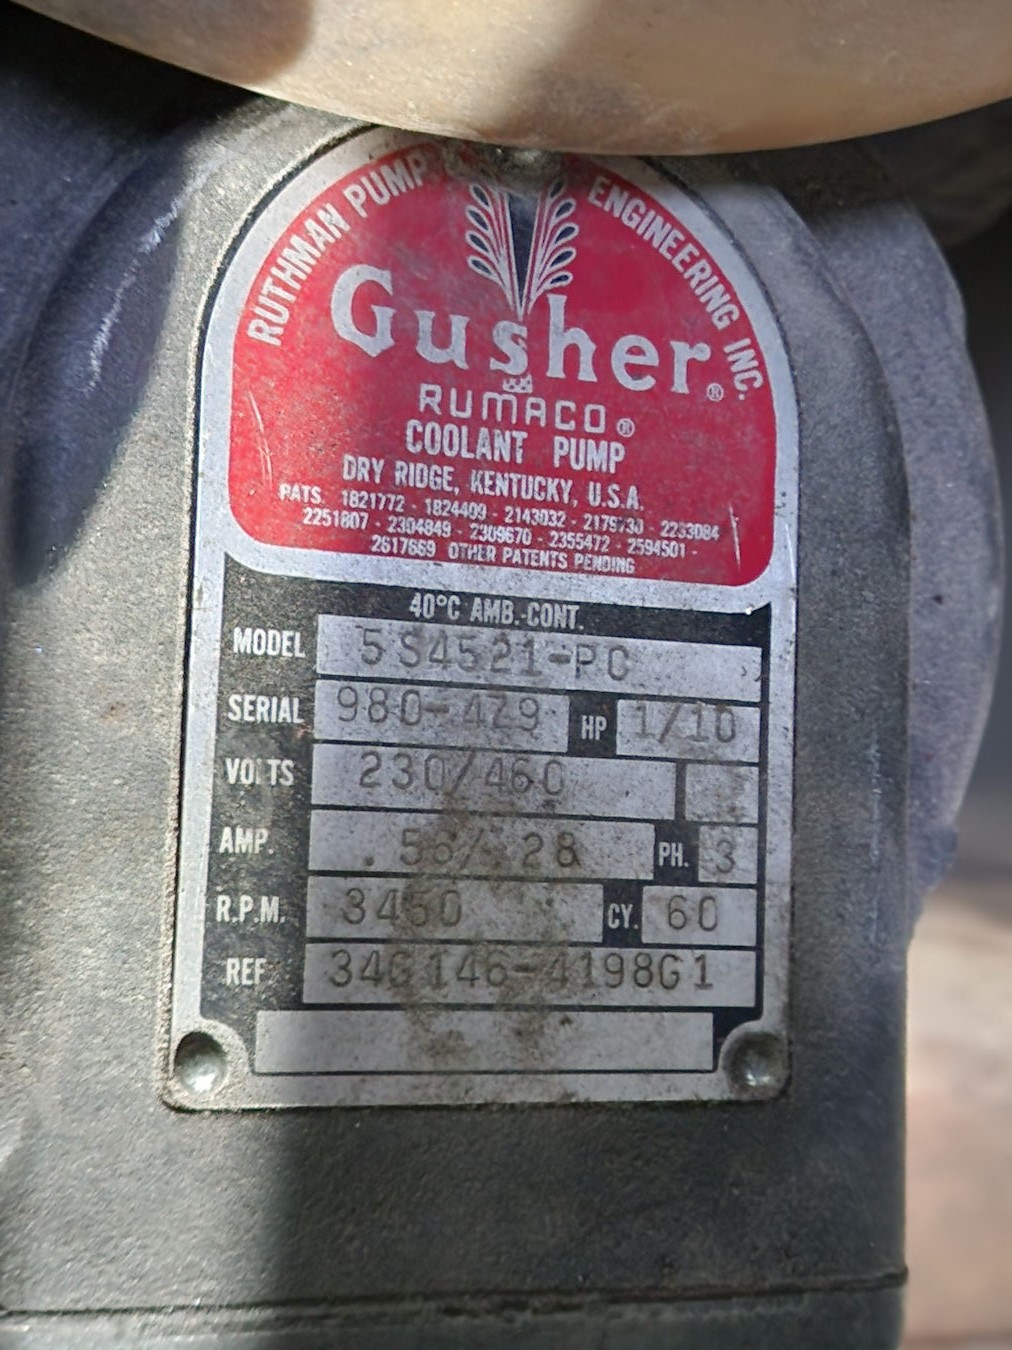 RUTHMAN PUMP ENGINEERING INC.
Gusher®
RUMACO®
COOLANT PUMP
DRY RIDGE, KENTUCKY, U.S.A.
PATS. 1821772 - 1824409 - 2143032 - 2179730 - 2233084
2251807 - 2304849 - 2309670 - 2355472 - 2594501 -
2617669 OTHER PATENTS PENDING
40°C AMB.-CONT.
MODEL 5S4521-PC
SERIAL 980-4Z9 HP 1/10
VOLTS 230/460
AMP. .56/.28 PH. 3
R.P.M. 3450 CY. 60
REF 34G146-4198G1